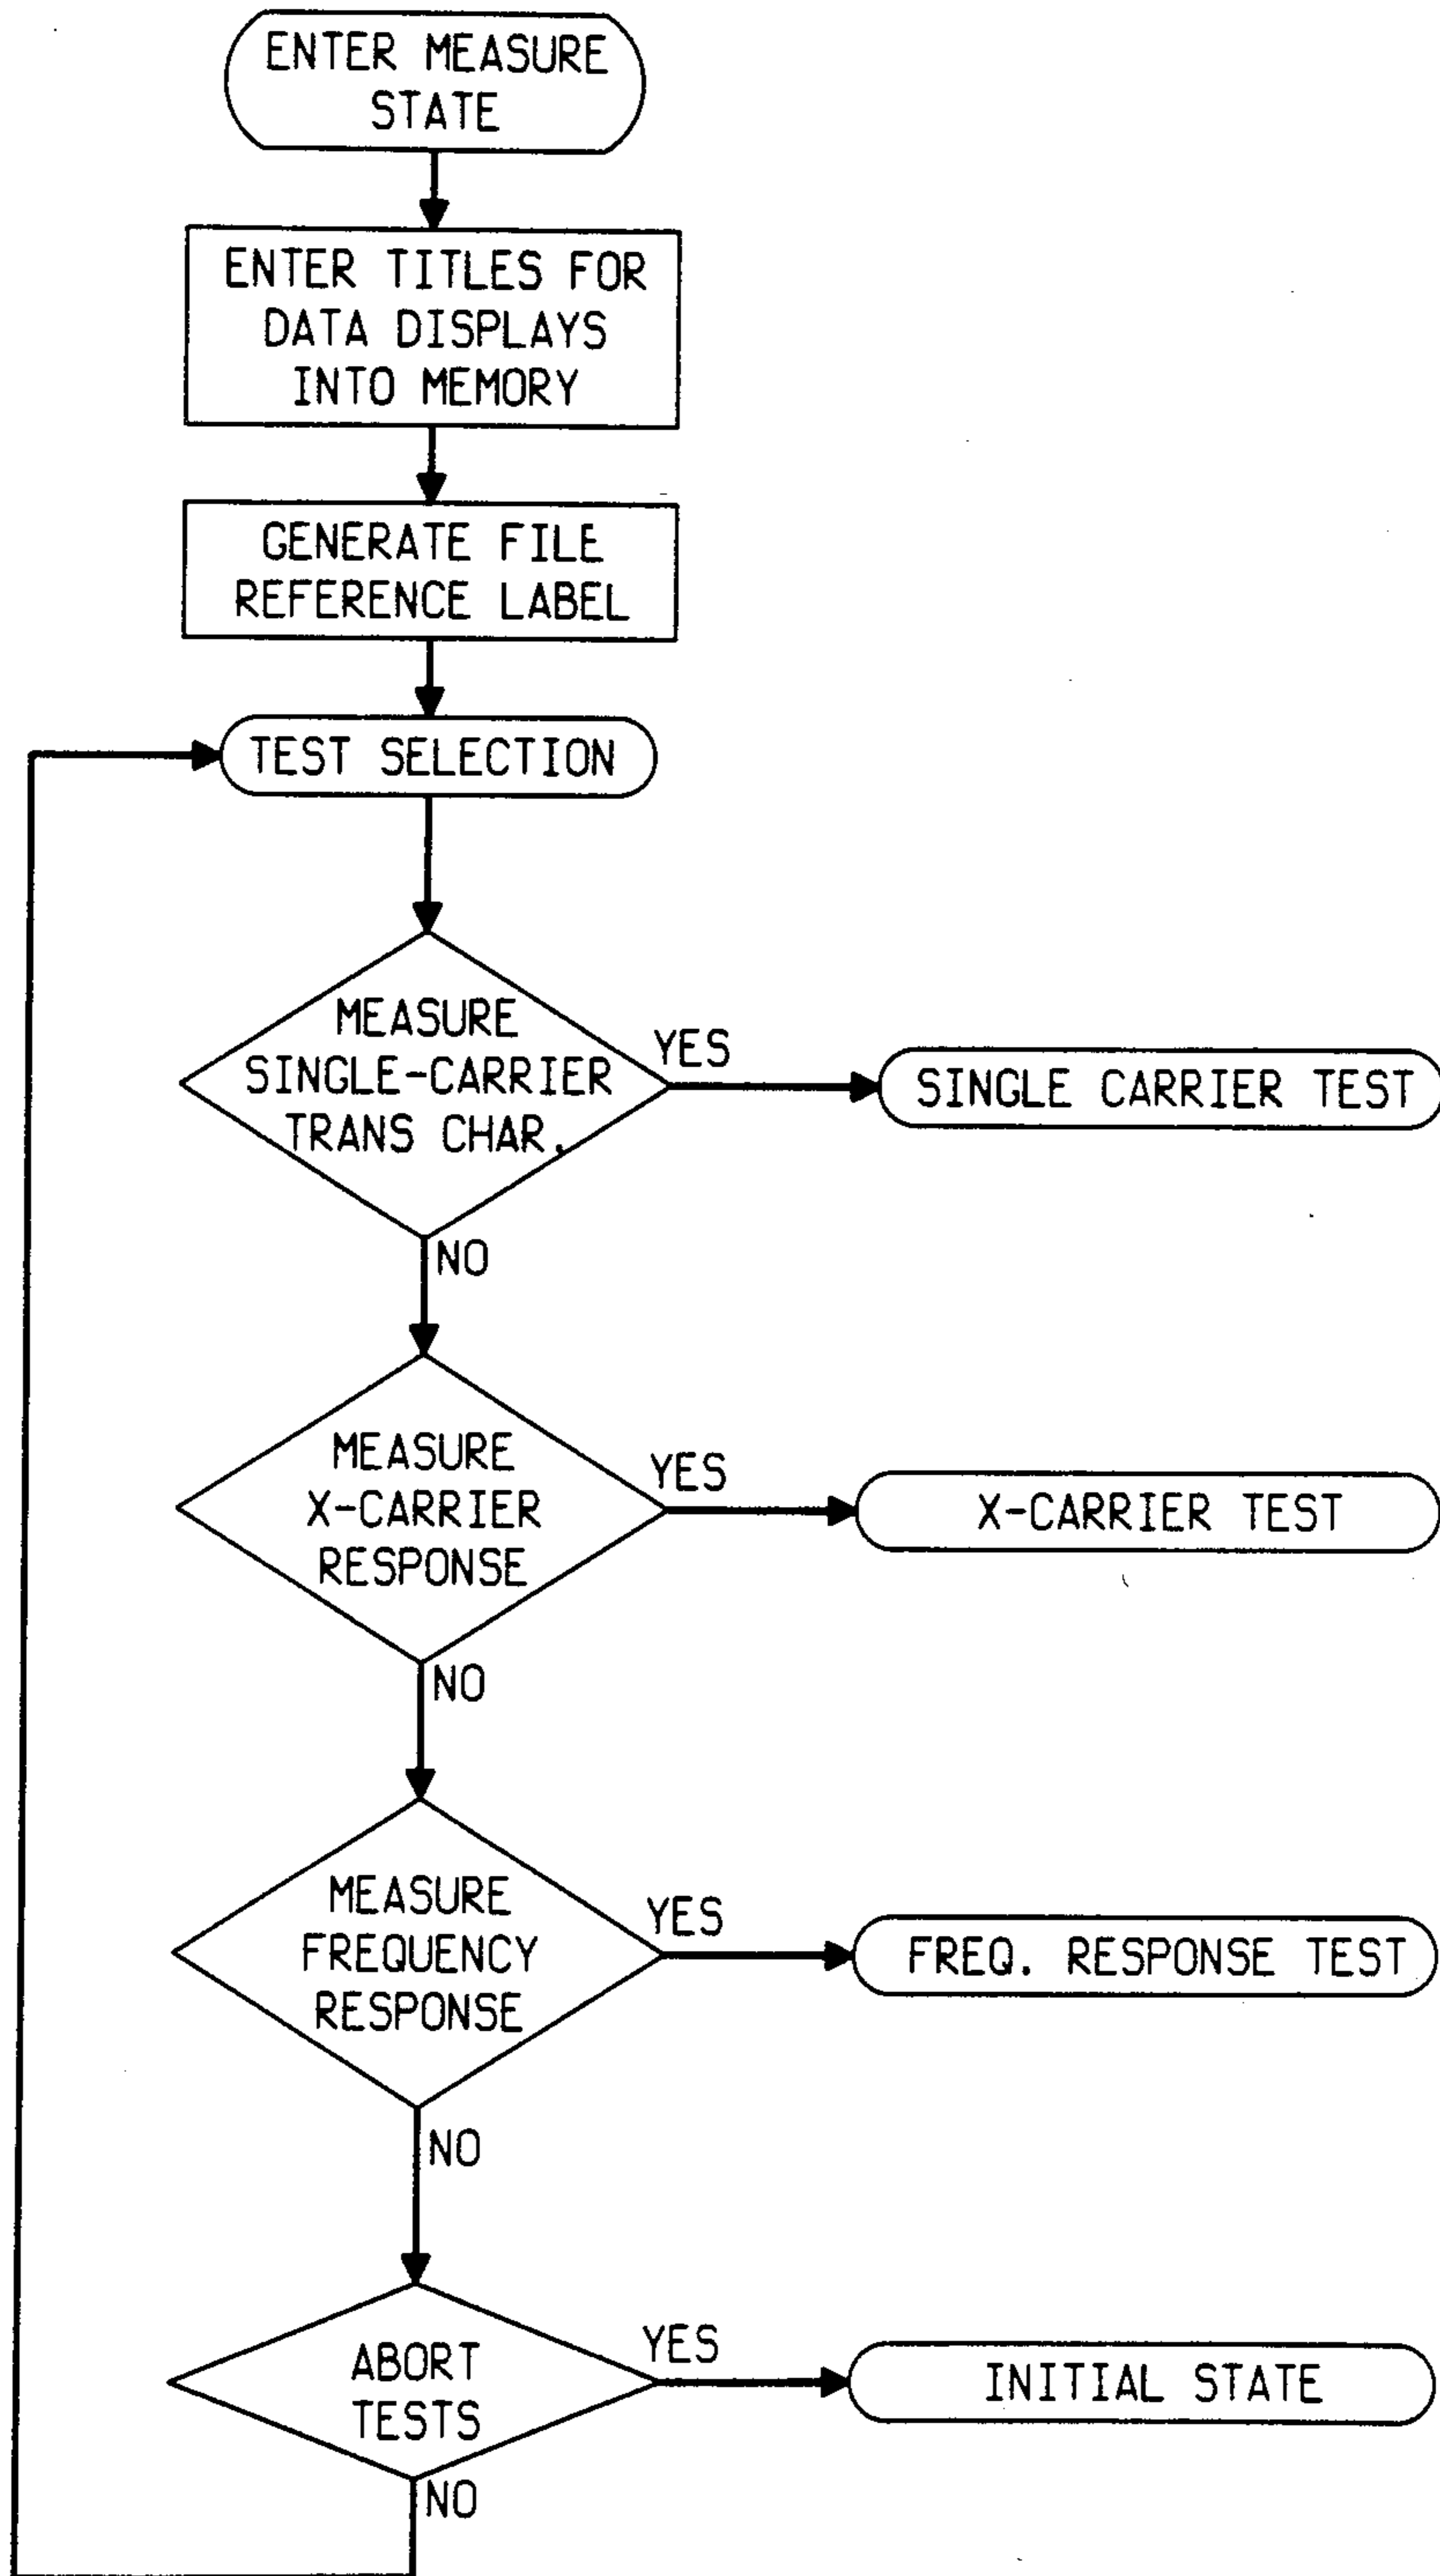 ENTER MEASURE
STATE
ENTER TITLES FOR
DATA DISPLAYS
INTO MEMORY
GENERATE FILE
REFERENCE LABEL
TEST SELECTION
MEASURE
SINGLE-CARRIER
TRANS CHAR.
YES
SINGLE CARRIER TEST
NO
MEASURE
X-CARRIER
RESPONSE
YES
X-CARRIER TEST
NO
MEASURE
FREQUENCY
RESPONSE
YES
FREQ. RESPONSE TEST
NO
ABORT
TESTS
YES
INITIAL STATE
NO